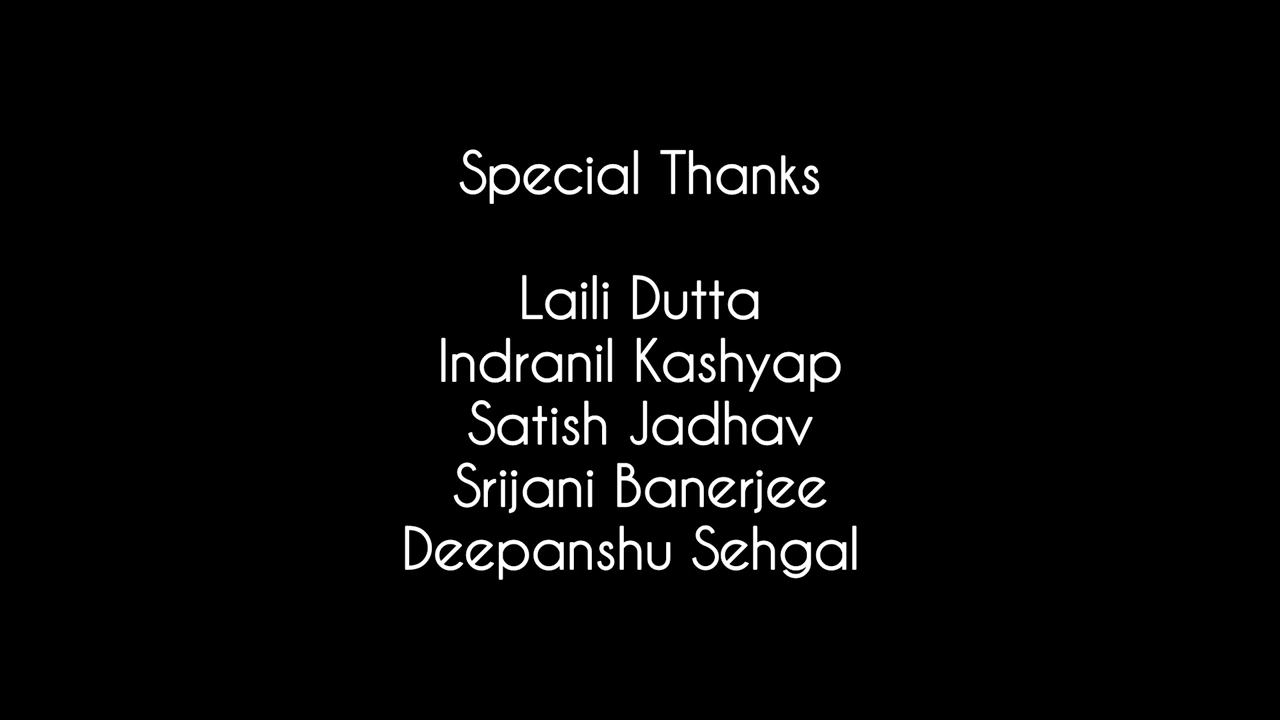 Special Thanks
Laili Dutta
Indranil Kashyap
Satish Jadhav
Srijani Banerjee
Deepanshu Sehgal